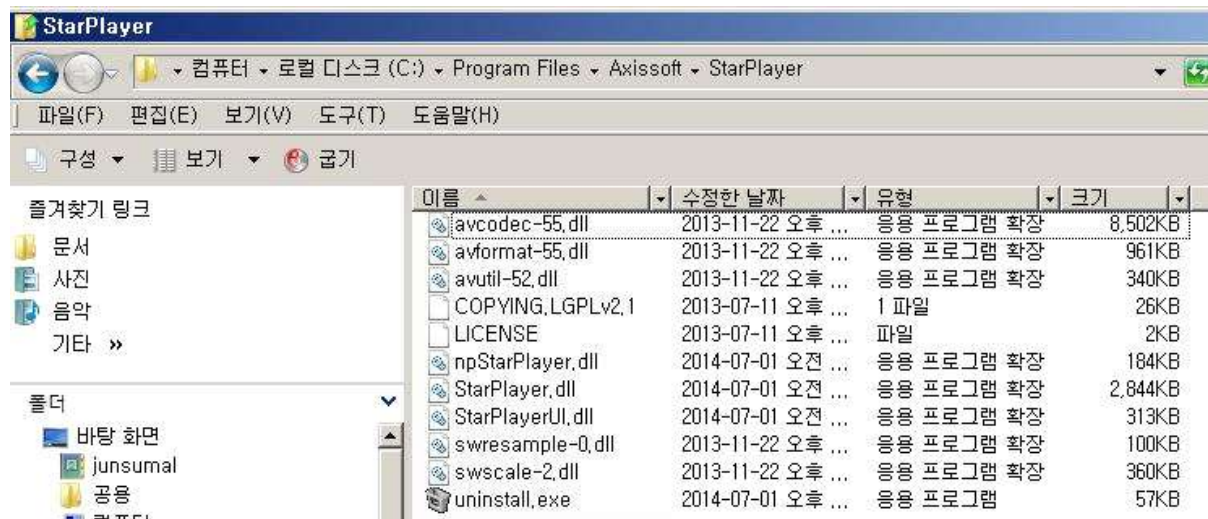 StarPlayer
컴퓨터 로컬 디스크 (C:) Program Files Axissoft StarPlayer
파일(F) 편집(E) 보기(V) 도구(T) 도움말(H)
구성 보기 굽기
즐겨찾기 링크
문서
사진
음악
기타 »
폴더
바탕 화면
junsumal
공용
이름 수정한 날짜 유형 크기
avcodec-55.dll 2013-11-22 오후 ... 응용 프로그램 확장 8,502KB
avformat-55.dll 2013-11-22 오후 ... 응용 프로그램 확장 961KB
avutil-52.dll 2013-11-22 오후 ... 응용 프로그램 확장 340KB
COPYING.LGPLv2.1 2013-07-11 오후 ... 1 파일 26KB
LICENSE 2013-07-11 오후 ... 파일 2KB
npStarPlayer.dll 2014-07-01 오전 ... 응용 프로그램 확장 184KB
StarPlayer.dll 2014-07-01 오전 ... 응용 프로그램 확장 2,844KB
StarPlayerUI.dll 2014-07-01 오전 ... 응용 프로그램 확장 313KB
swresample-0.dll 2013-11-22 오후 ... 응용 프로그램 확장 100KB
swscale-2.dll 2013-11-22 오후 ... 응용 프로그램 확장 360KB
uninstall.exe 2014-07-01 오후 ... 응용 프로그램 57KB